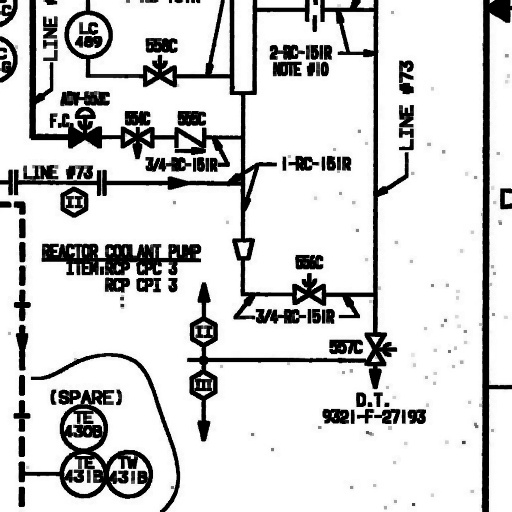 LC
469
LINE #
558C
2-RC-151R
NOTE #10
LINE #73
F.C.
554C
555C
3/4-RC-151R
1-RC-151R
LINE #73
II
REACTOR COOLANT PUMP
ITEM:RCP CPC 3
RCP CPI 3
556C
3/4-RC-151R
II
557C
III
D.T.
9321-F-27193
(SPARE)
TE
430B
TE
431B
TW
431B